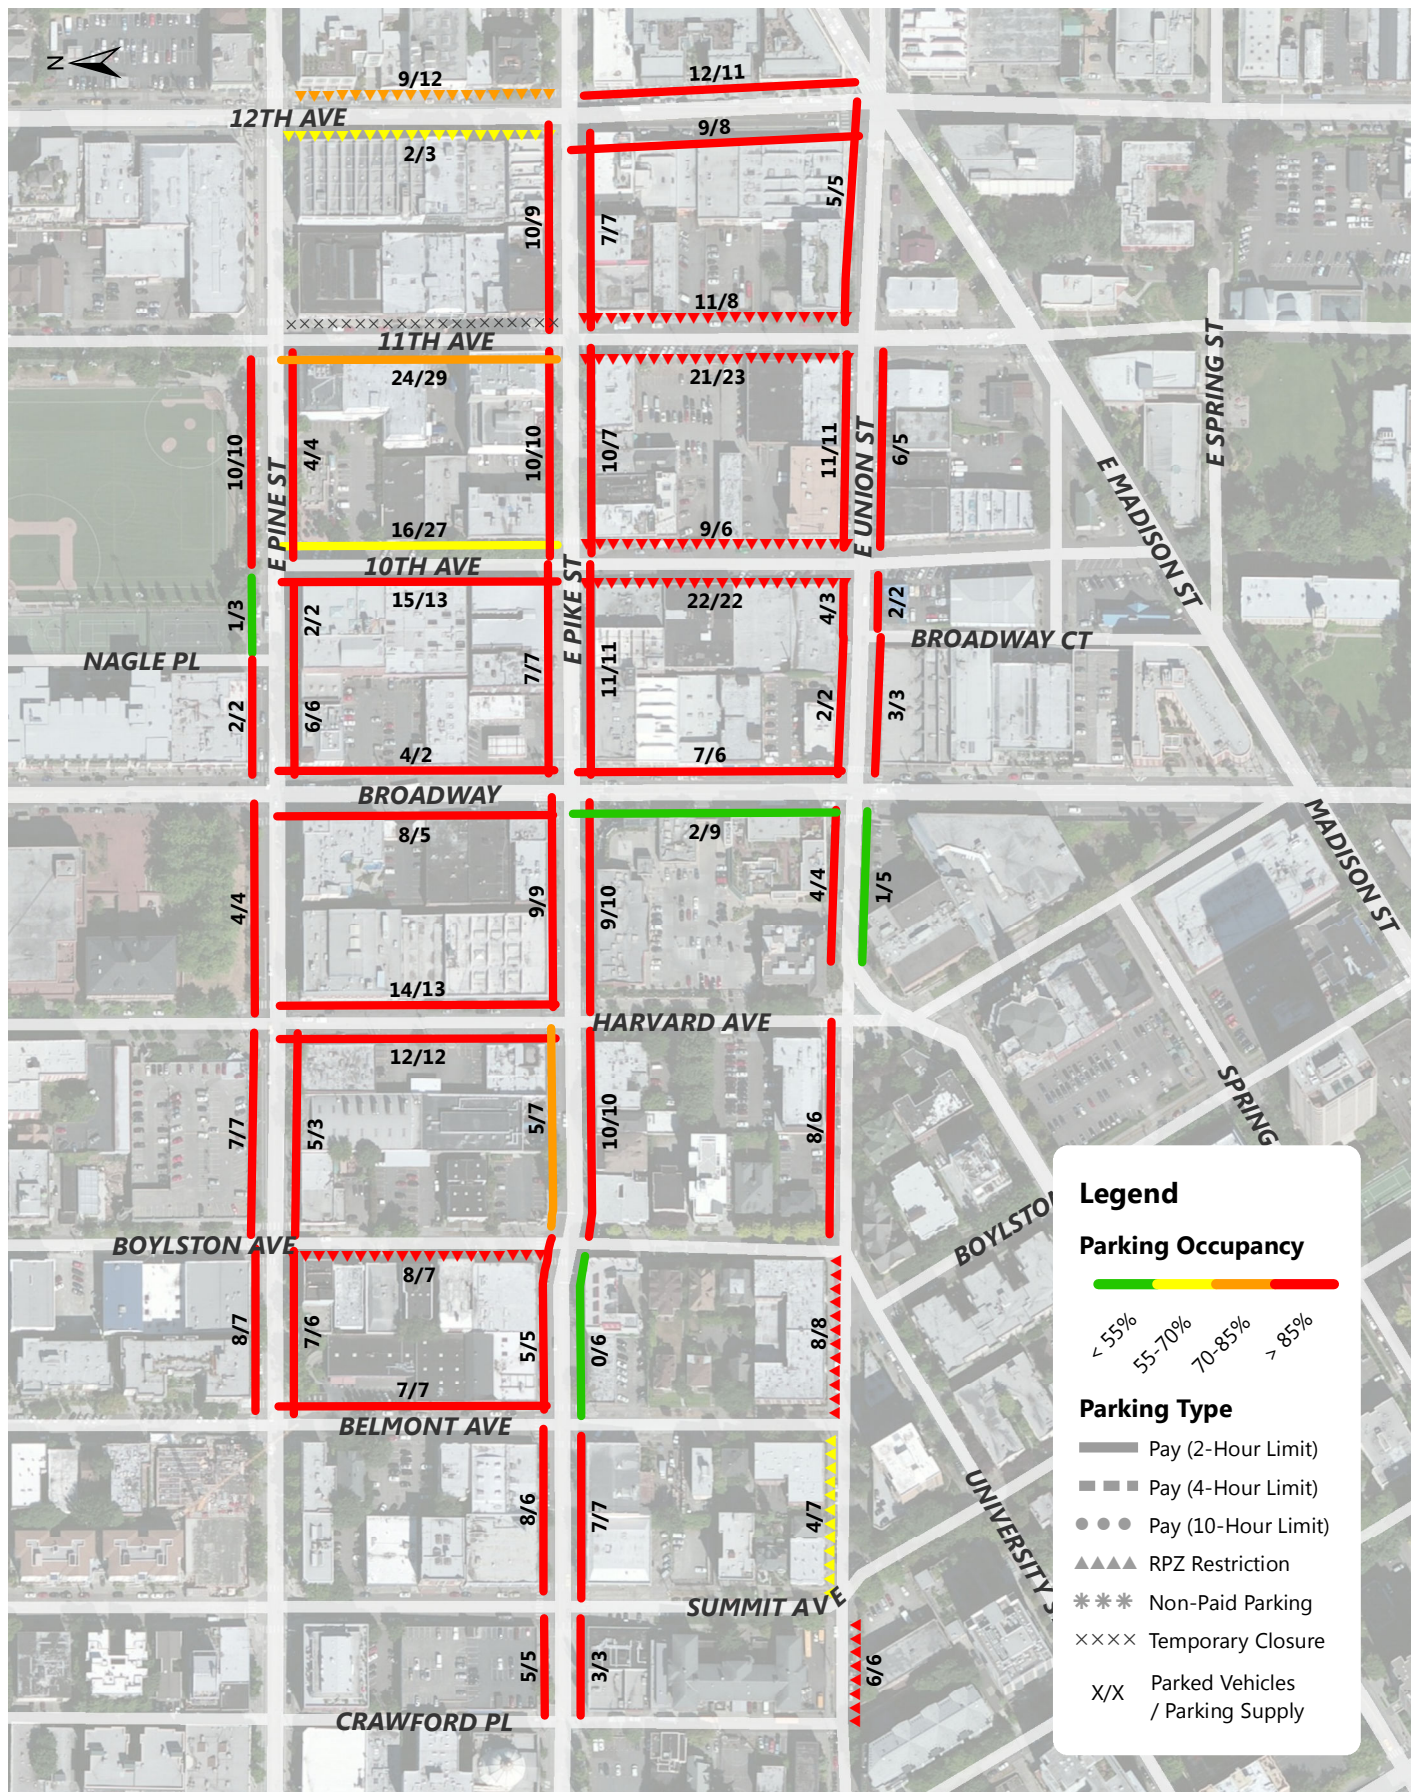 N
9/12
12/11
12TH AVE
9/8
2/3
5/5
10/9
7/7
11/8
11TH AVE
24/29
21/23
10/10
E PINE ST
4/4
10/10
10/7
11/11
E UNION ST
6/5
E SPRING ST
E MADISON ST
16/27
9/6
10TH AVE
E PIKE ST
15/13
22/22
1/3
2/2
4/3
2/2
NAGLE PL
BROADWAY CT
2/2
6/6
7/7
11/11
2/2
3/3
4/2
7/6
BROADWAY
8/5
2/9
MADISON ST
4/4
9/9
9/10
4/4
1/5
14/13
HARVARD AVE
12/12
7/7
5/3
5/7
10/10
8/6
SPRING
BOYLSTON AVE
BOYLSTON
8/7
8/7
7/6
5/5
0/6
8/8
7/7
BELMONT AVE
8/6
7/7
4/7
UNIVERSITY S
SUMMIT AVE
E
5/5
3/3
6/6
CRAWFORD PL
Legend
Parking Occupancy
< 55%
55-70%
70-85%
> 85%
Parking Type
Pay (2-Hour Limit)
Pay (4-Hour Limit)
Pay (10-Hour Limit)
RPZ Restriction
Non-Paid Parking
Temporary Closure
X/X
Parked Vehicles
/ Parking Supply